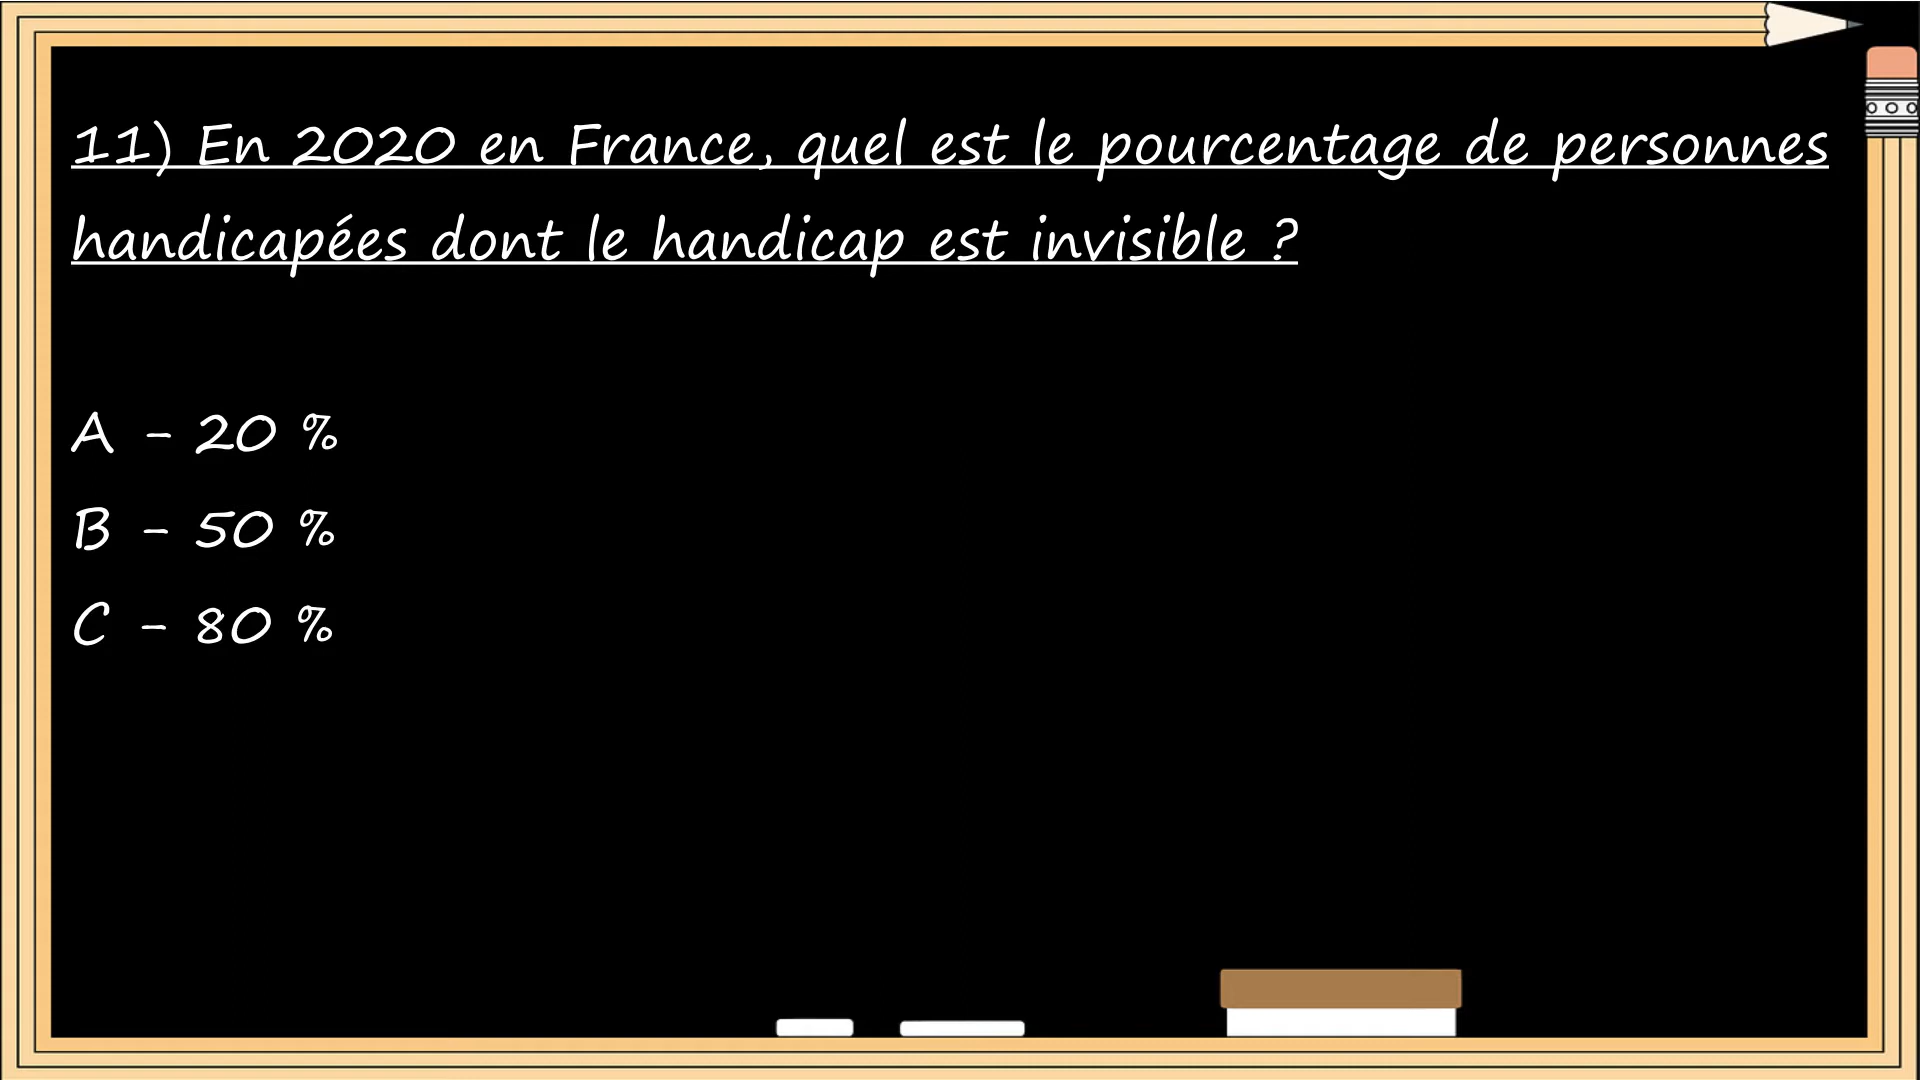 11) En 2020 en France, quel est le pourcentage de personnes
handicapées dont le handicap est invisible ?
A - 20 %
B - 50 %
C - 80 %